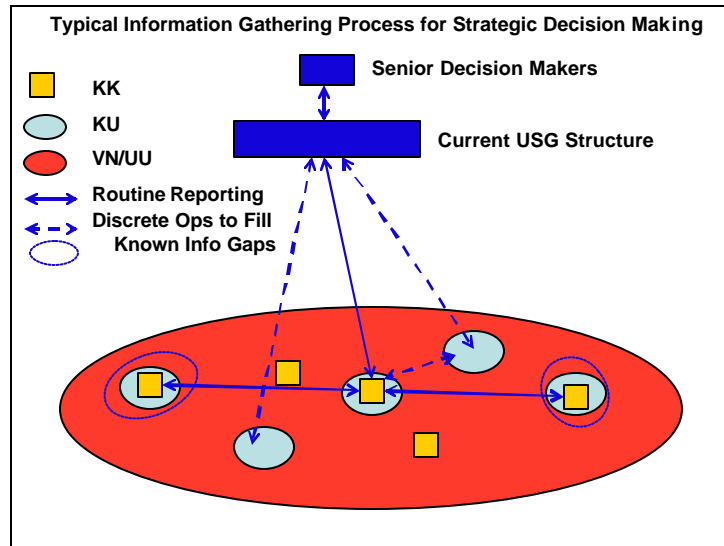 Typical Information Gathering Process for Strategic Decision Making
Senior Decision Makers
KK
KU
Current USG Structure
VN/UU
Routine Reporting
Discrete Ops to Fill
Known Info Gaps